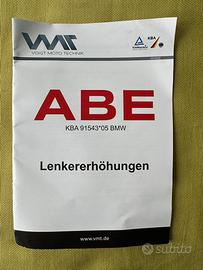 VMT
VOIGT MOTO TECHNIK
KBA
ABE
KBA 91543*05 BMW
Lenkererhöhungen
www.vmt.de
subito